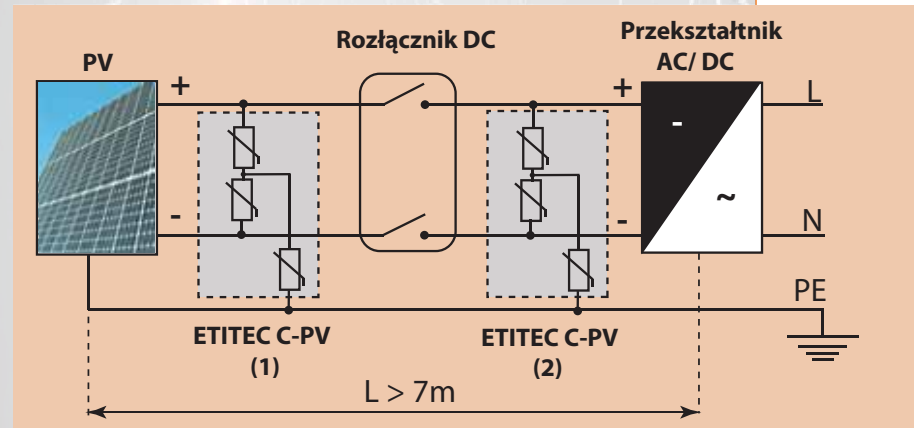 PV
Rozłącznik DC
Przekształtnik
AC/ DC
+
+
L
-
~
-
-
N
PE
ETITEC C-PV
(1)
ETITEC C-PV
(2)
L > 7m